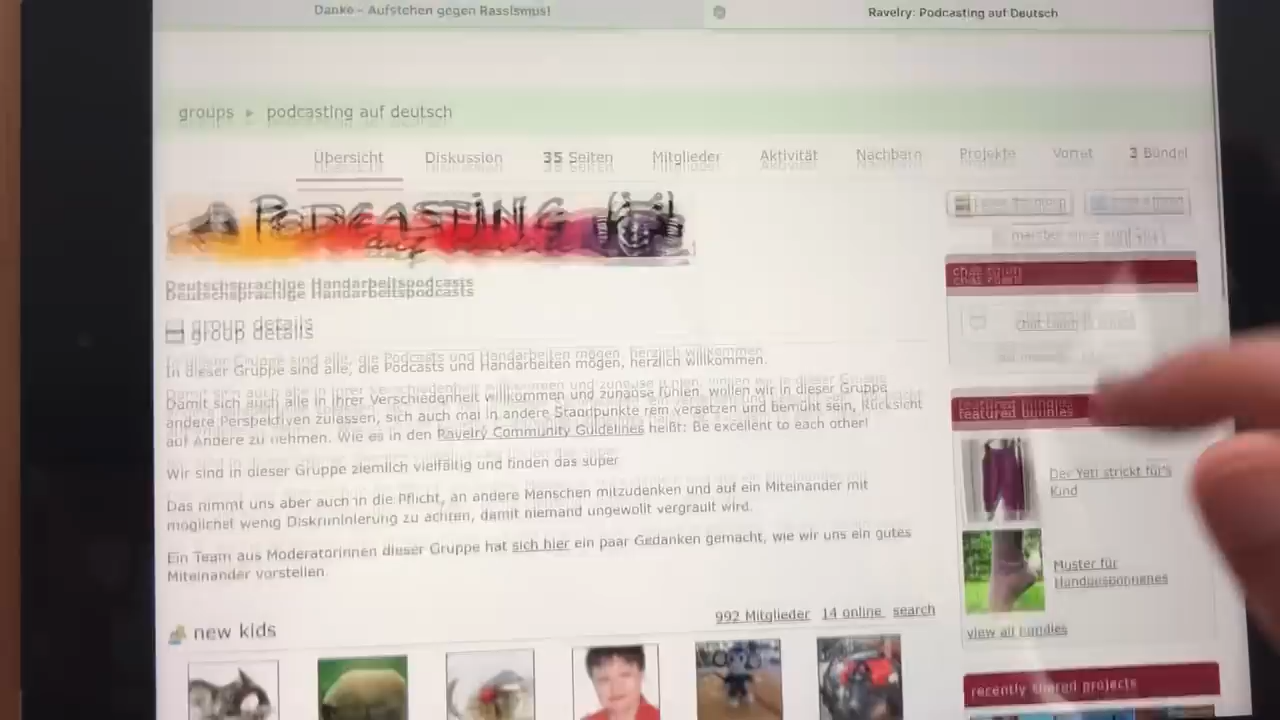 Danke - Aufstehen gegen Rassismus!
Ravelry: Podcasting auf Deutsch
groups ▸ podcasting auf deutsch
Übersicht Diskussion 35 Seiten Mitglieder Aktivität Nachbarn Projekte Vorrat 3 Bündel
PODCASTING
auf
Deutschsprachige Handarbeitspodcasts
group details
In dieser Gruppe sind alle, die Podcasts und Handarbeiten mögen, herzlich willkommen.
Damit sich auch alle in ihrer Verschiedenheit willkommen und zuhause fühlen, wollen wir in dieser Gruppe
andere Perspektiven zulassen, sich auch mal in andere Standpunkte rein versetzen und bemüht sein, Rücksicht
auf Andere zu nehmen. Wie es in den Ravelry Community Guidelines heißt: Be excellent to each other!
Wir sind in dieser Gruppe ziemlich vielfältig und finden das super
Das nimmt uns aber auch in die Pflicht, an andere Menschen mitzudenken und auf ein Miteinander mit
möglichst wenig Diskriminierung zu achten, damit niemand ungewollt vergrault wird.
Ein Team aus Moderatorinnen dieser Gruppe hat sich hier ein paar Gedanken gemacht, wie wir uns ein gutes
Miteinander vorstellen.
992 Mitglieder 14 online search
new kids
chat room
featured bundles
Der Yeti strickt für's
Kind
Muster für
view all bundles
recently shared projects